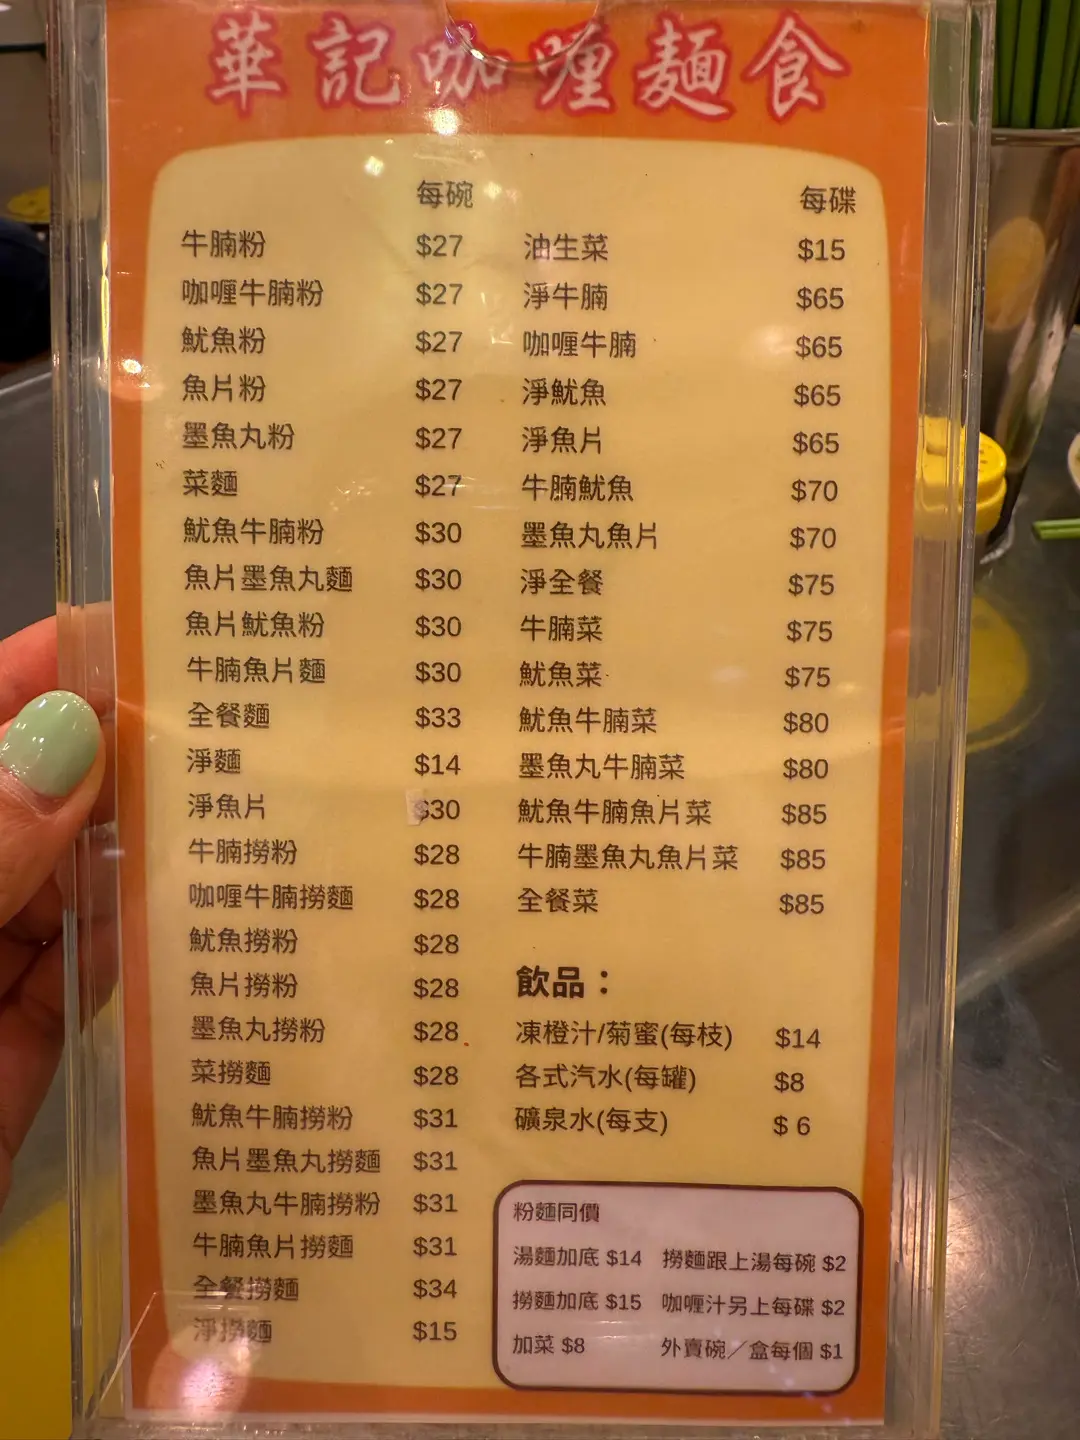 華記咖喱麵食
每碗
牛腩粉 $27
咖喱牛腩粉 $27
魷魚粉 $27
魚片粉 $27
墨魚丸粉 $27
菜麵 $27
魷魚牛腩粉 $30
魚片墨魚丸麵 $30
魚片魷魚粉 $30
牛腩魚片麵 $30
全餐麵 $33
淨麵 $14
淨魚片 $30
牛腩撈粉 $28
咖喱牛腩撈麵 $28
魷魚撈粉 $28
魚片撈粉 $28
墨魚丸撈粉 $28
菜撈麵 $28
魷魚牛腩撈粉 $31
魚片墨魚丸撈麵 $31
墨魚丸牛腩撈粉 $31
牛腩魚片撈麵 $31
全餐撈麵 $34
淨撈麵 $15
每碟
油生菜 $15
淨牛腩 $65
咖喱牛腩 $65
淨魷魚 $65
淨魚片 $65
牛腩魷魚 $70
墨魚丸魚片 $70
淨全餐 $75
牛腩菜 $75
魷魚菜 $75
魷魚牛腩菜 $80
墨魚丸牛腩菜 $80
魷魚牛腩魚片菜 $85
牛腩墨魚丸魚片菜 $85
全餐菜 $85
飲品：
凍橙汁/菊蜜(每枝) $14
各式汽水(每罐) $8
礦泉水(每支) $ 6
粉麵同價
湯麵加底 $14 撈麵跟上湯每碗 $2
撈麵加底 $15 咖喱汁另上每碟 $2
加菜 $8 外賣碗／盒每個 $1